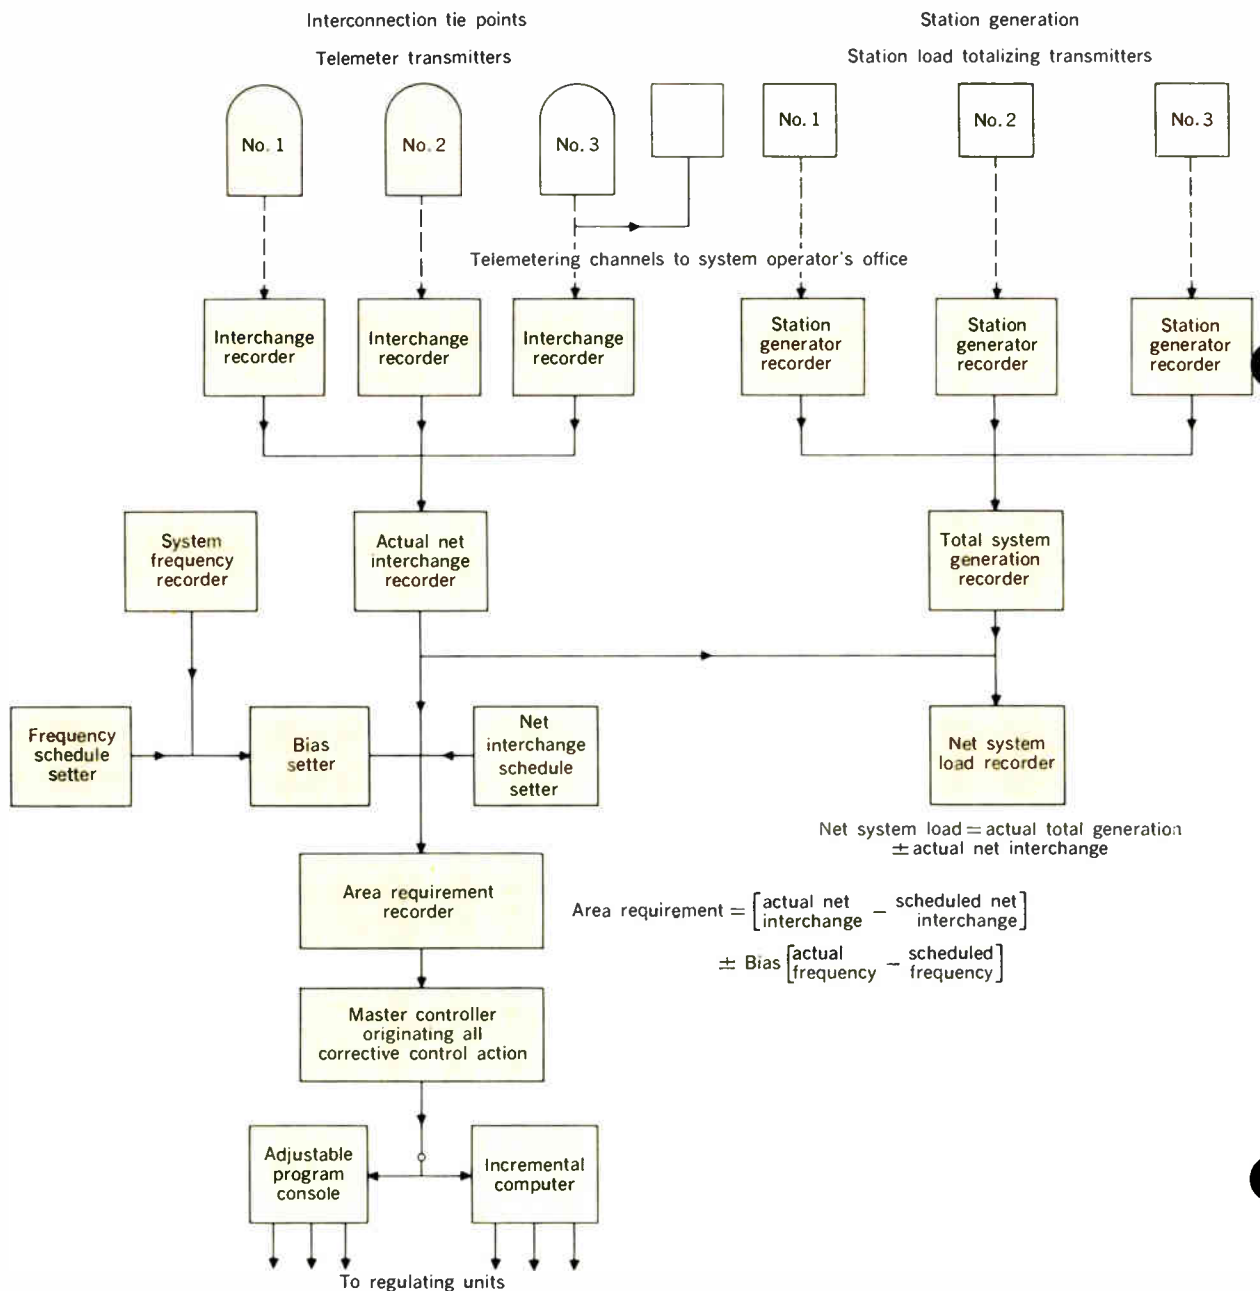 Interconnection tie points
Station generation
Telemeter transmitters
Station load totalizing transmitters
No. 1
No. 2
No. 3
No. 1
No. 2
No. 3
Telemetering channels to system operator's office
Interchange
recorder
Interchange
recorder
Interchange
recorder
Station
generator
recorder
Station
generator
recorder
Station
generator
recorder
System
frequency
recorder
Actual net
interchange
recorder
Total system
generation
recorder
Frequency
schedule
setter
Bias
setter
Net
interchange
schedule
setter
Net system
load recorder
Net system load = actual total generation
± actual net interchange
Area requirement
recorder
Area requirement = [actual net interchange − scheduled net interchange]
± Bias [actual frequency − scheduled frequency]
Master controller
originating all
corrective control action
Adjustable
program
console
Incremental
computer
To regulating units